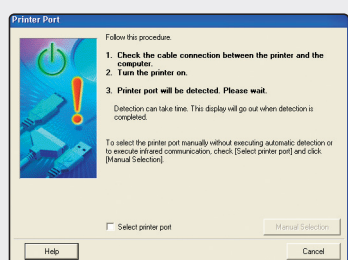 Printer Port
Follow this procedure.
1. Check the cable connection between the printer and the
computer.
2. Turn the printer on.
3. Printer port will be detected. Please wait.
Detection can take time. This display will go out when detection is
completed.
To select the printer port manually without executing automatic detection or
to execute infrared communication, check [Select printer port] and click
[Manual Selection].
Select printer port
Manual Selection
Help
Cancel